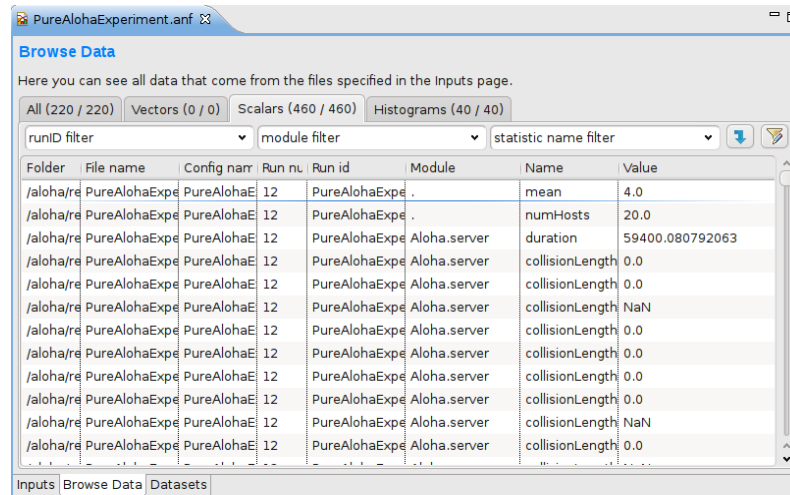 PureAlohaExperiment.anf
Browse Data
Here you can see all data that come from the files specified in the Inputs page.
All (220 / 220) Vectors (0 / 0) Scalars (460 / 460) Histograms (40 / 40)
runID filter module filter statistic name filter
Folder File name Config nam Run nu Run id Module Name Value
/aloha/re PureAlohaExpe PureAlohaE 12 PureAlohaExpe . mean 4.0
/aloha/re PureAlohaExpe PureAlohaE 12 PureAlohaExpe . numHosts 20.0
/aloha/re PureAlohaExpe PureAlohaE 12 PureAlohaExpe Aloha.server duration 59400.080792063
/aloha/re PureAlohaExpe PureAlohaE 12 PureAlohaExpe Aloha.server collisionLength 0.0
/aloha/re PureAlohaExpe PureAlohaE 12 PureAlohaExpe Aloha.server collisionLength 0.0
/aloha/re PureAlohaExpe PureAlohaE 12 PureAlohaExpe Aloha.server collisionLength NaN
/aloha/re PureAlohaExpe PureAlohaE 12 PureAlohaExpe Aloha.server collisionLength 0.0
/aloha/re PureAlohaExpe PureAlohaE 12 PureAlohaExpe Aloha.server collisionLength 0.0
/aloha/re PureAlohaExpe PureAlohaE 12 PureAlohaExpe Aloha.server collisionLength 0.0
/aloha/re PureAlohaExpe PureAlohaE 12 PureAlohaExpe Aloha.server collisionLength 0.0
/aloha/re PureAlohaExpe PureAlohaE 12 PureAlohaExpe Aloha.server collisionLength NaN
/aloha/re PureAlohaExpe PureAlohaE 12 PureAlohaExpe Aloha.server collisionLength 0.0
Inputs Browse Data Datasets